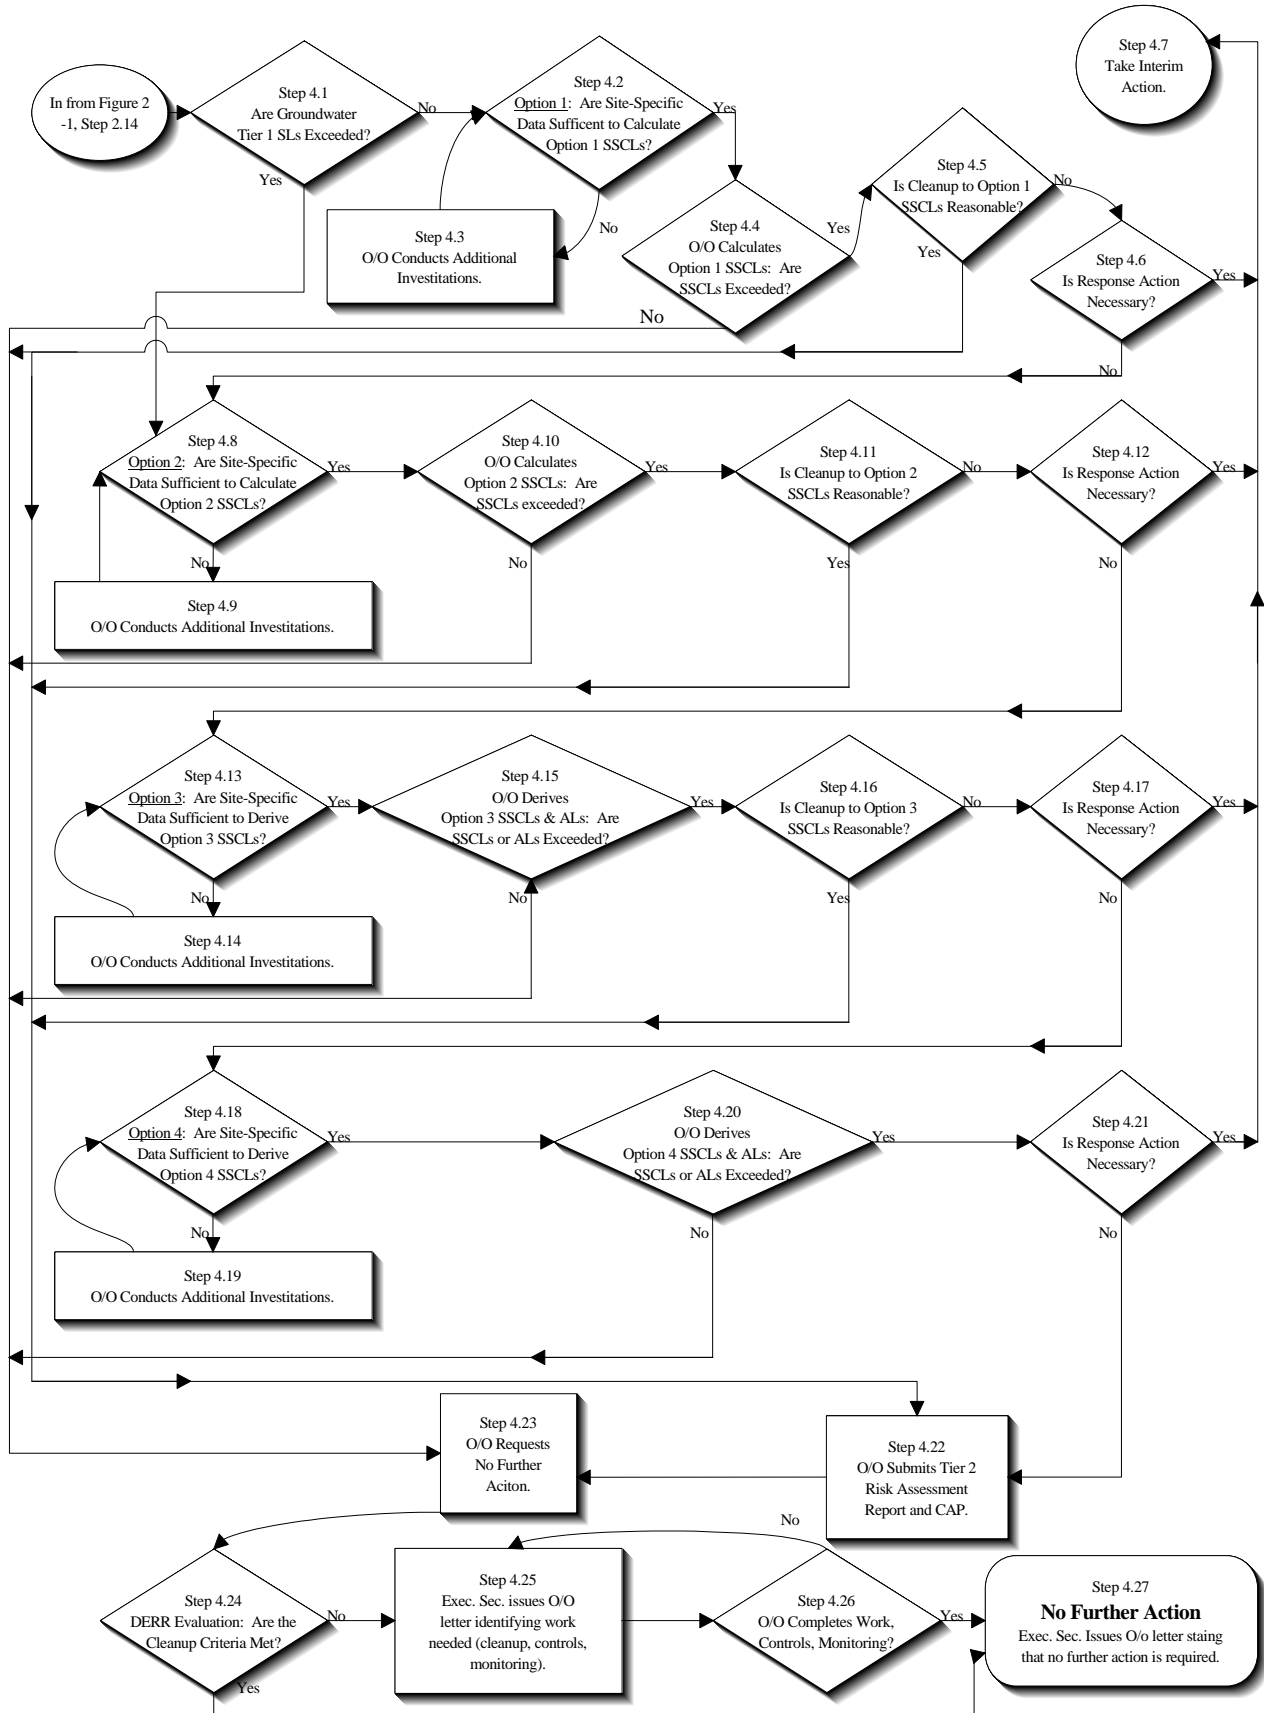 Step 4.7
Take Interim
Action.
In from Figure 2
-1, Step 2.14
Step 4.1
Are Groundwater
Tier 1 SLs Exceeded?
No
Yes
Step 4.2
Option 1:  Are Site-Specific
Data Sufficent to Calculate
Option 1 SSCLs?
Yes
No
Step 4.3
O/O Conducts Additional
Investitations.
Step 4.4
O/O Calculates
Option 1 SSCLs:  Are
SSCLs Exceeded?
Yes
No
Step 4.5
Is Cleanup to Option 1
SSCLs Reasonable?
No
Yes
Step 4.6
Is Response Action
Necessary?
Yes
No
Step 4.8
Option 2:  Are Site-Specific
Data Sufficient to Calculate
Option 2 SSCLs?
Yes
No
Step 4.9
O/O Conducts Additional Investitations.
Step 4.10
O/O Calculates
Option 2 SSCLs:  Are
SSCLs exceeded?
Yes
No
Step 4.11
Is Cleanup to Option 2
SSCLs Reasonable?
No
Yes
Step 4.12
Is Response Action
Necessary?
Yes
No
Step 4.13
Option 3:  Are Site-Specific
Data Sufficient to Derive
Option 3 SSCLs?
Yes
No
Step 4.14
O/O Conducts Additional Investitations.
Step 4.15
O/O Derives
Option 3 SSCLs & ALs:  Are
SSCLs or ALs Exceeded?
Yes
No
Step 4.16
Is Cleanup to Option 3
SSCLs Reasonable?
No
Yes
Step 4.17
Is Response Action
Necessary?
Yes
No
Step 4.18
Option 4:  Are Site-Specific
Data Sufficient to Derive
Option 4 SSCLs?
Yes
No
Step 4.19
O/O Conducts Additional Investitations.
Step 4.20
O/O Derives
Option 4 SSCLs & ALs:  Are
SSCLs or ALs Exceeded?
Yes
No
Step 4.21
Is Response Action
Necessary?
Yes
No
Step 4.23
O/O Requests
No Further
Aciton.
Step 4.22
O/O Submits Tier 2
Risk Assessment
Report and CAP.
Step 4.24
DERR Evaluation:  Are the
Cleanup Criteria Met?
No
Yes
Step 4.25
Exec. Sec. issues O/O
letter identifying work
needed (cleanup, controls,
monitoring).
No
Step 4.26
O/O Completes Work,
Controls, Monitoring?
Yes
Step 4.27
No Further Action
Exec. Sec. Issues O/o letter staing
that no further action is required.